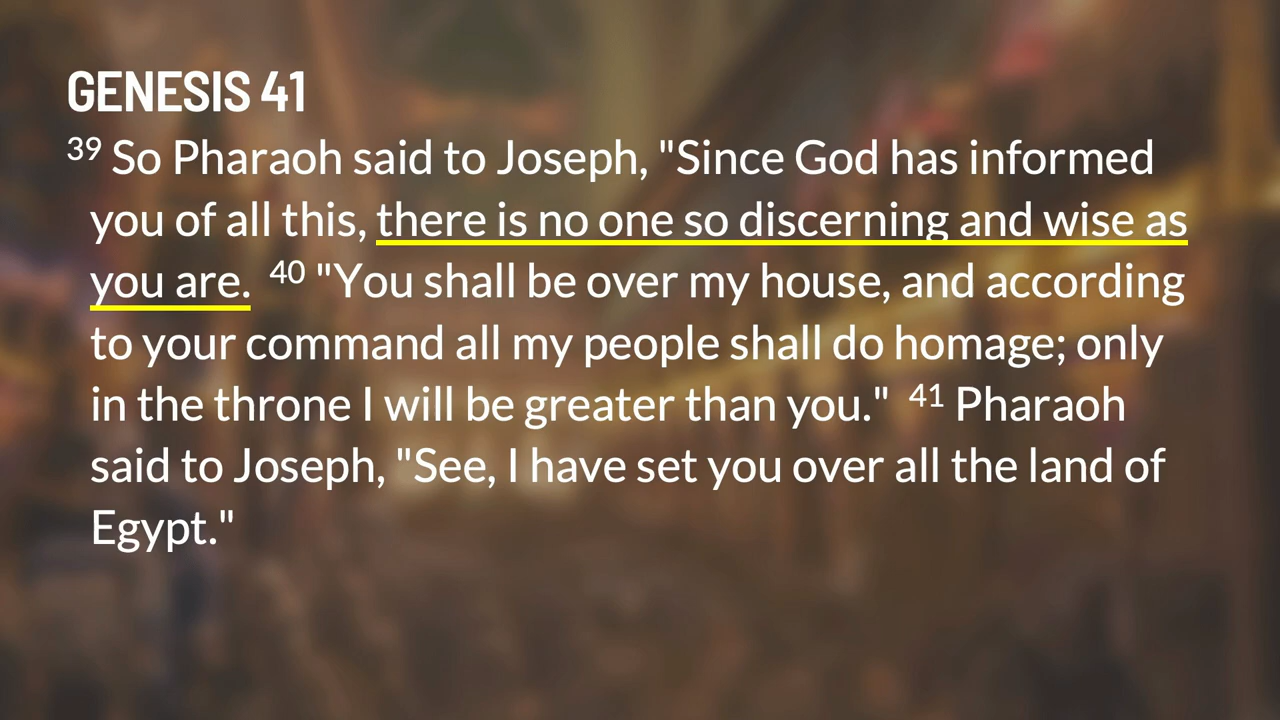 GENESIS 41
39 So Pharaoh said to Joseph, "Since God has informed
you of all this, there is no one so discerning and wise as
you are. 40 "You shall be over my house, and according
to your command all my people shall do homage; only
in the throne I will be greater than you." 41 Pharaoh
said to Joseph, "See, I have set you over all the land of
Egypt."